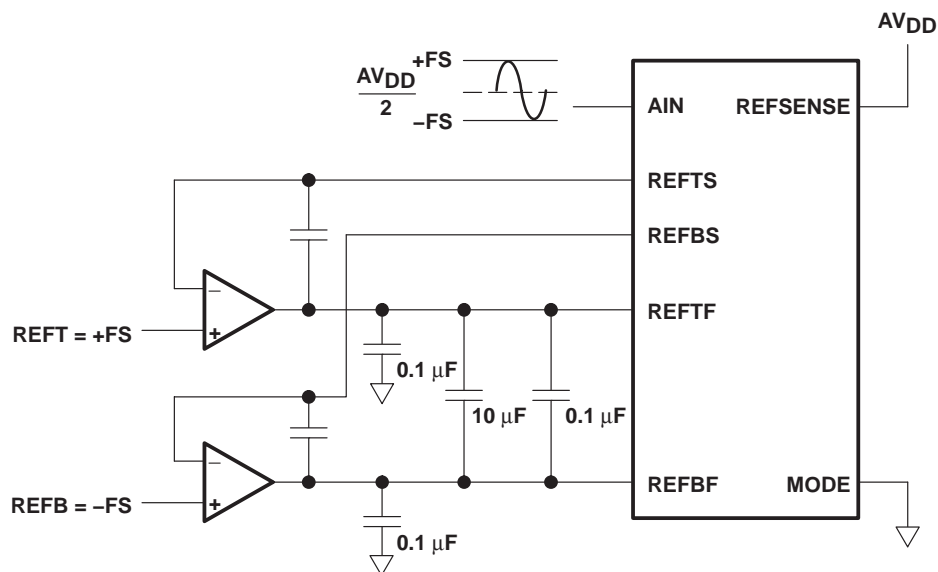 AVDD
+FS
AVDD
2
–FS
AIN
REFSENSE
REFTS
REFBS
–
+
REFT = +FS
REFTF
0.1 μF
10 μF
0.1 μF
–
+
REFB = –FS
REFBF
MODE
0.1 μF